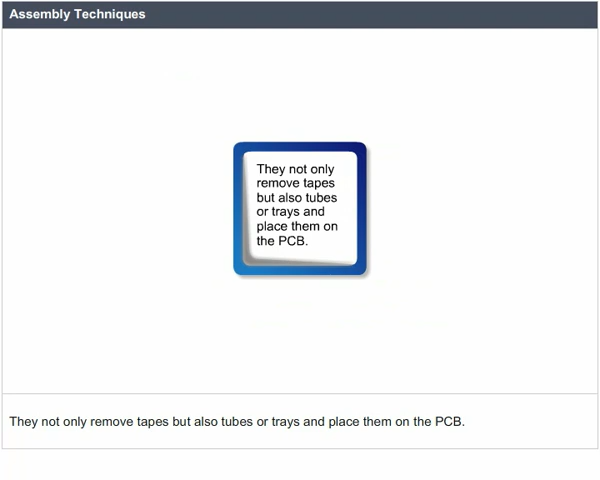 Assembly Techniques
They not only
remove tapes
but also tubes
or trays and
place them on
the PCB.
They not only remove tapes but also tubes or trays and place them on the PCB.